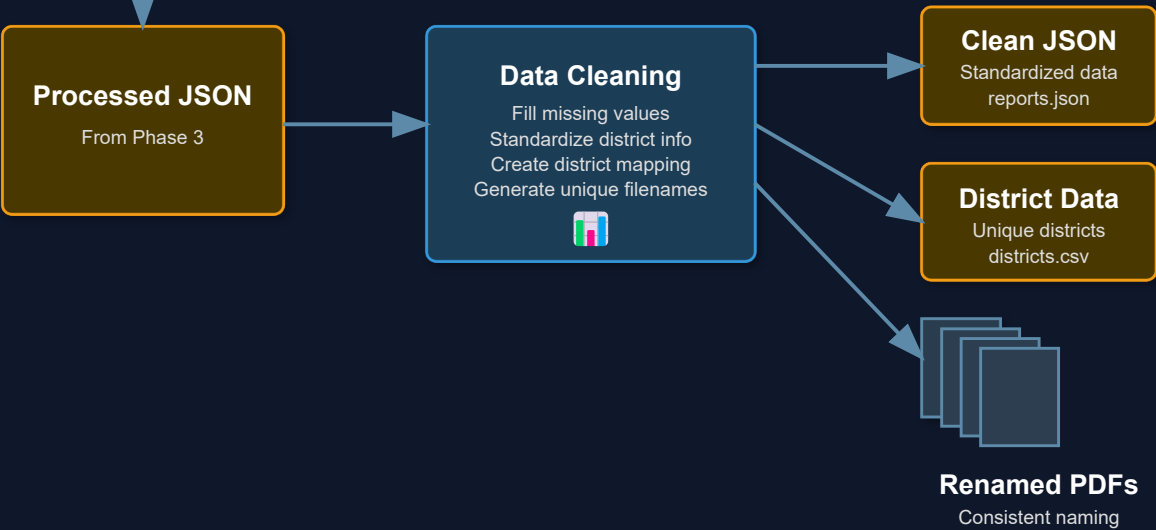 Processed JSON
From Phase 3
Data Cleaning
Fill missing values
Standardize district info
Create district mapping
Generate unique filenames
Clean JSON
Standardized data
reports.json
District Data
Unique districts
districts.csv
Renamed PDFs
Consistent naming